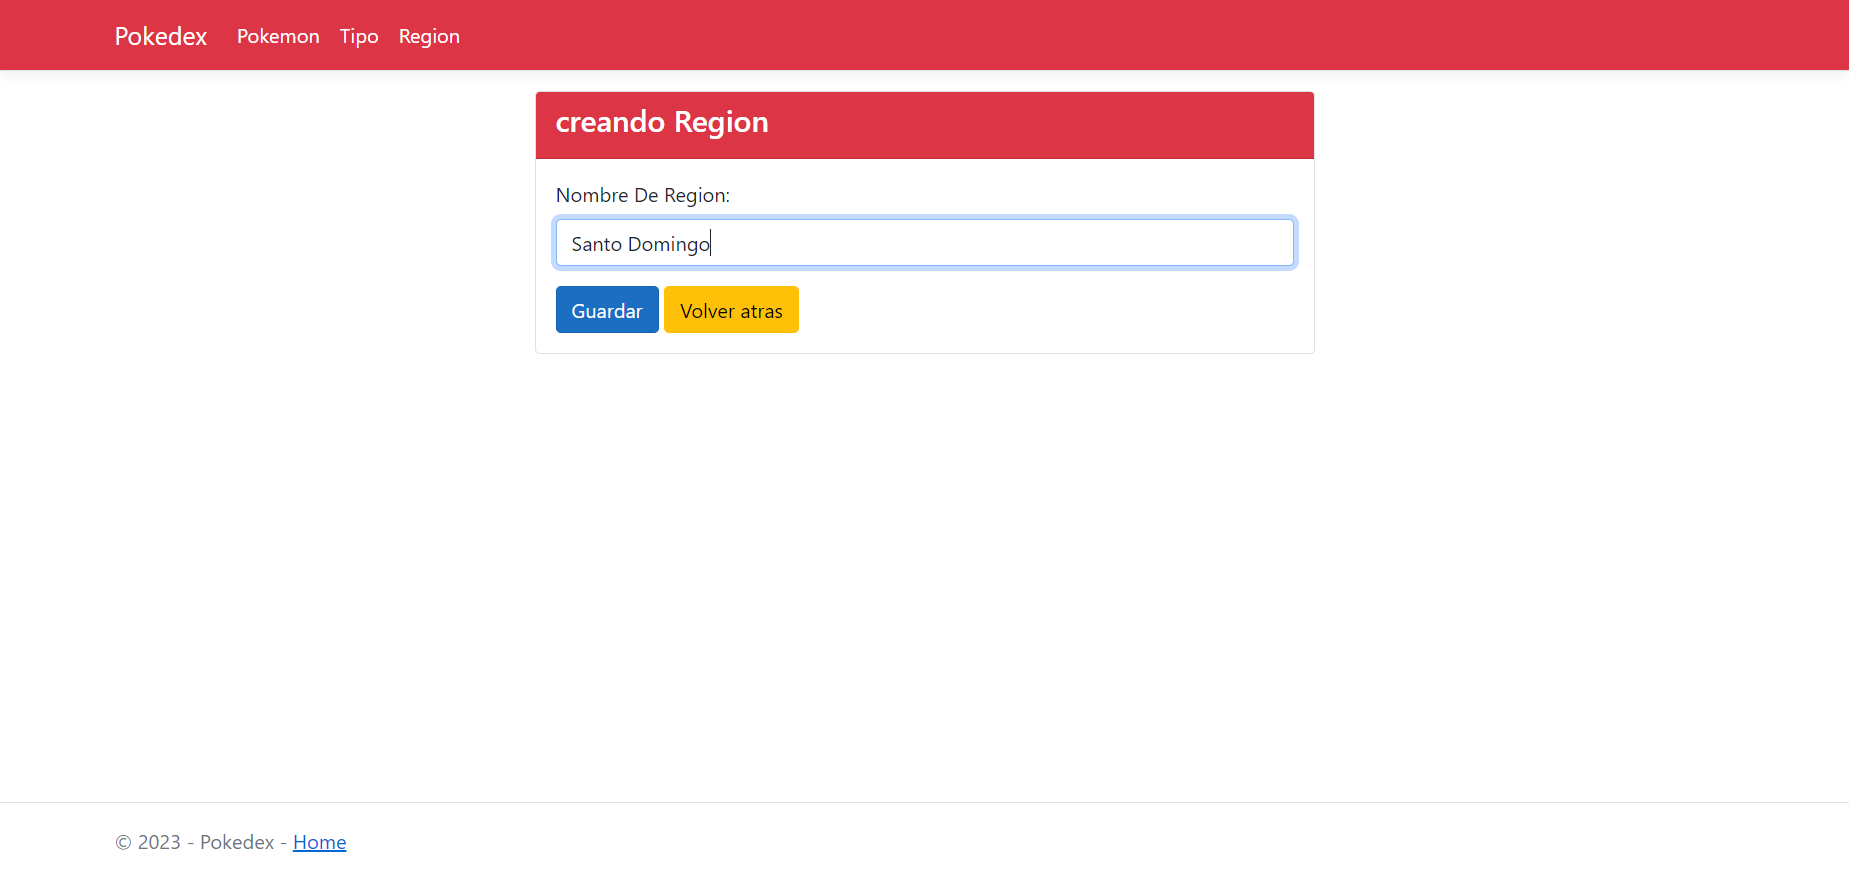 Pokedex Pokemon Tipo Region
creando Region
Nombre De Region:
Santo Domingo
Guardar Volver atras
© 2023 - Pokedex - Home